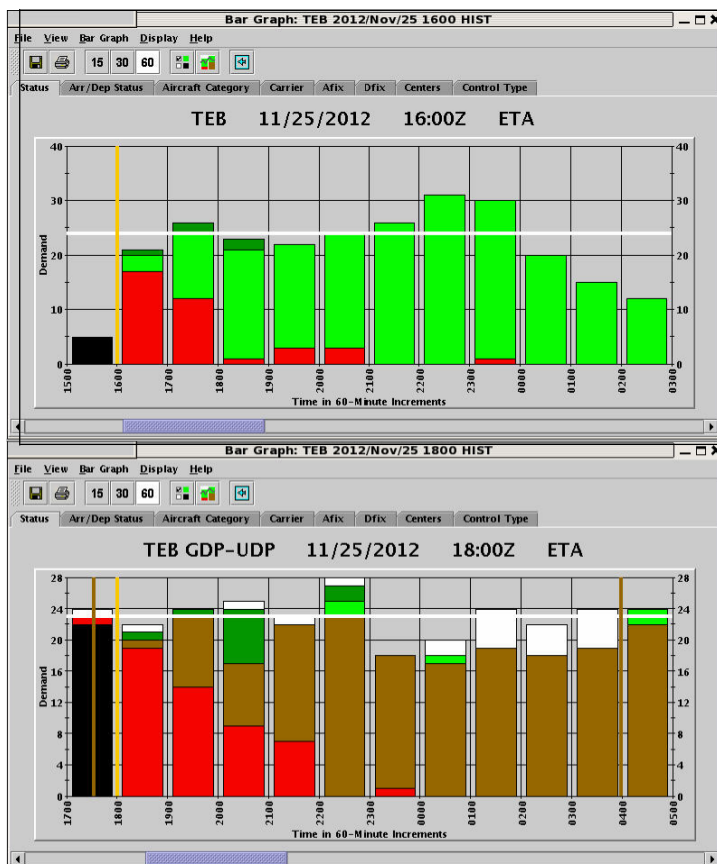 Bar Graph: TEB 2012/Nov/25 1600 HIST
File View Bar Graph Display Help
15 30 60
Status Arr/Dep Status Aircraft Category Carrier Afix Dfix Centers Control Type
TEB 11/25/2012 16:00Z ETA
40 40
30 30
20 20
10 10
0 0
Demand
1500 1600 1700 1800 1900 2000 2100 2200 2300 0000 0100 0200 0300
Time in 60-Minute Increments
Bar Graph: TEB 2012/Nov/25 1800 HIST
File View Bar Graph Display Help
15 30 60
Status Arr/Dep Status Aircraft Category Carrier Afix Dfix Centers Control Type
TEB GDP-UDP 11/25/2012 18:00Z ETA
28 28
24 24
20 20
16 16
12 12
8 8
4 4
0 0
Demand
1700 1800 1900 2000 2100 2200 2300 0000 0100 0200 0300 0400 0500
Time in 60-Minute Increments